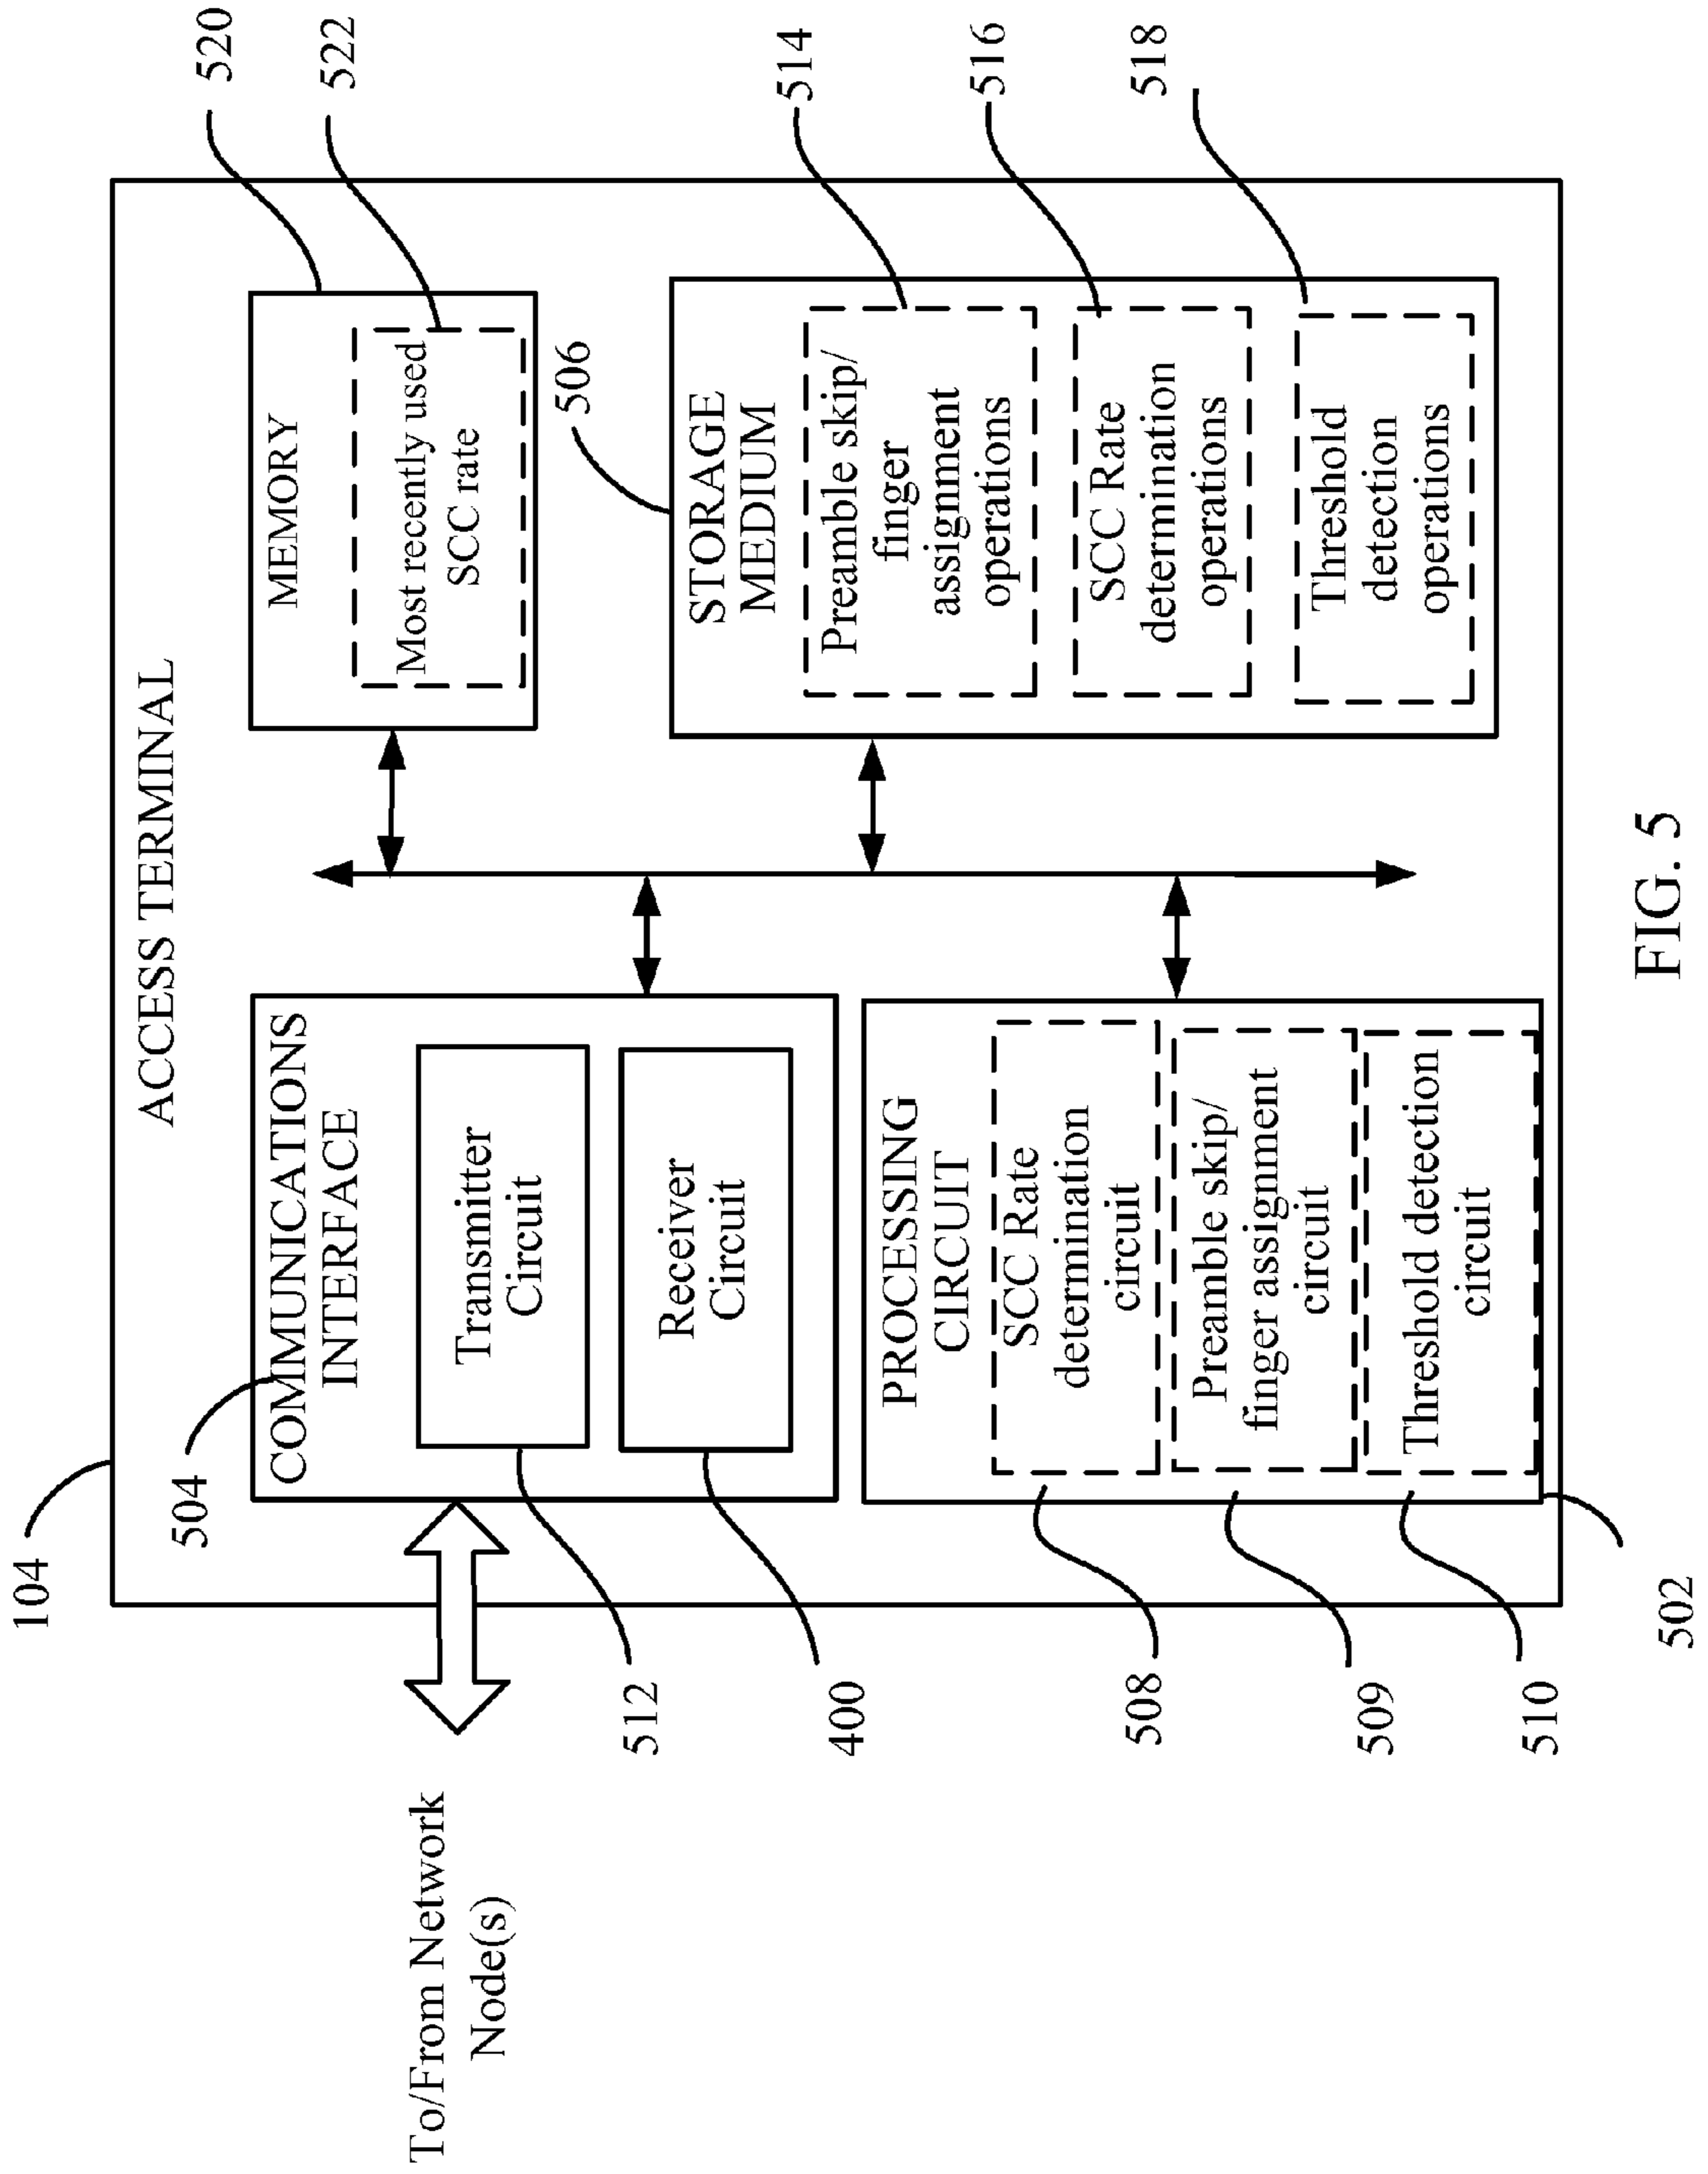 104
ACCESS TERMINAL
504
COMMUNICATIONS
INTERFACE
Transmitter
Circuit
Receiver
Circuit
To/From Network
Node(s)
512
400
PROCESSING
CIRCUIT
SCC Rate
determination
circuit
Preamble skip/
finger assignment
circuit
Threshold detection
circuit
508
509
510
502
MEMORY
Most recently used
SCC rate
520
522
506
STORAGE
MEDIUM
Preamble skip/
finger
assignment
operations
SCC Rate
determination
operations
Threshold
detection
operations
514
516
518
FIG. 5